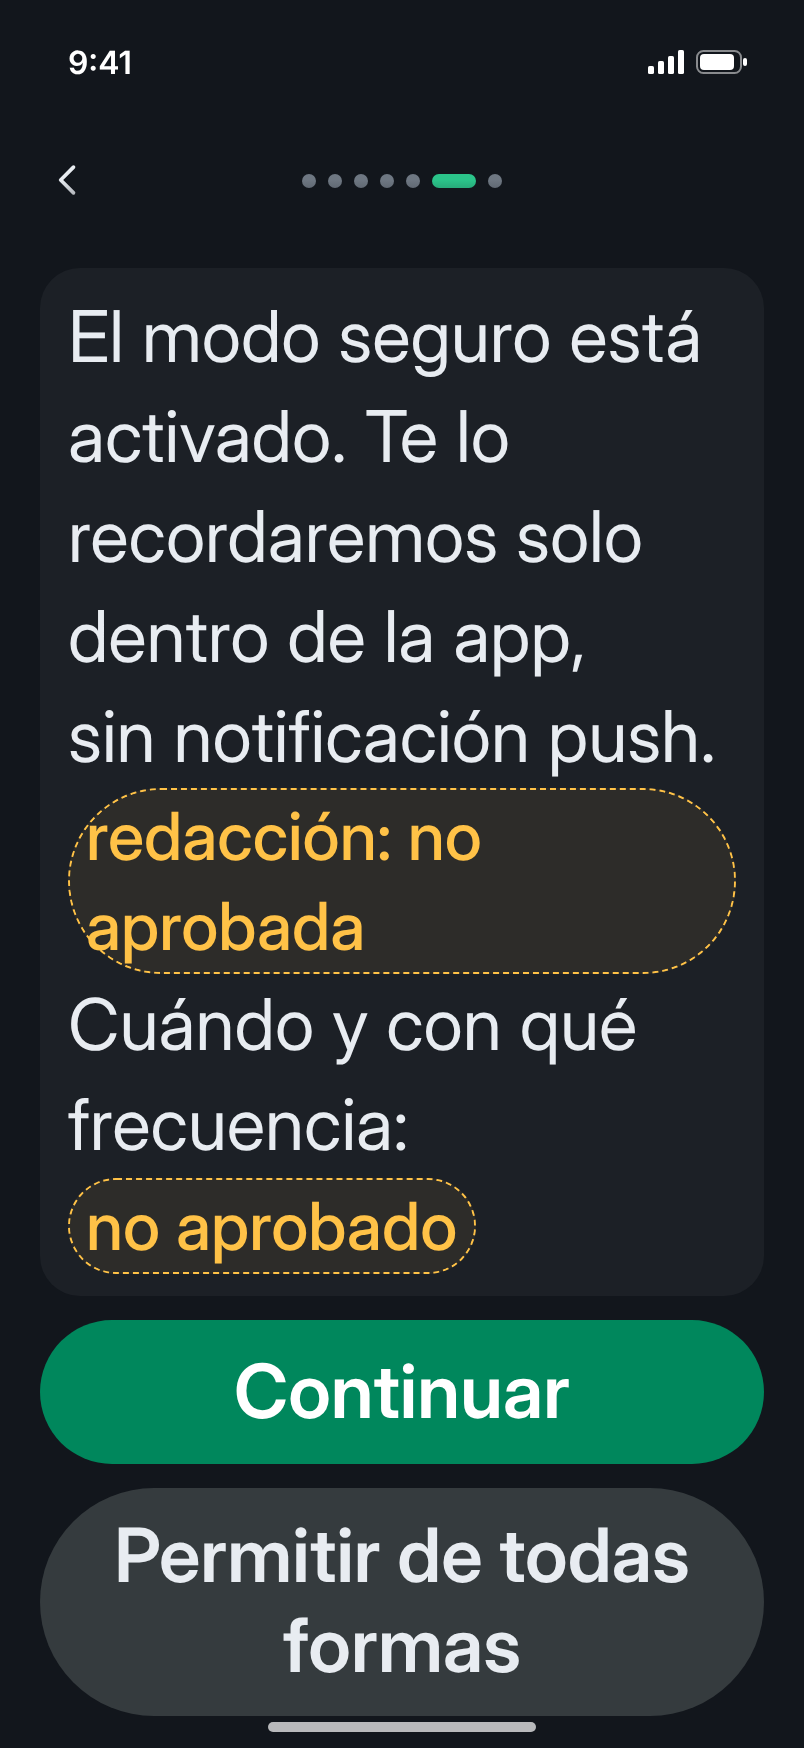 9:41
El modo seguro está
activado. Te lo
recordaremos solo
dentro de la app,
sin notificación push.
redacción: no
aprobada
Cuándo y con qué
frecuencia:
no aprobado
Continuar
Permitir de todas
formas